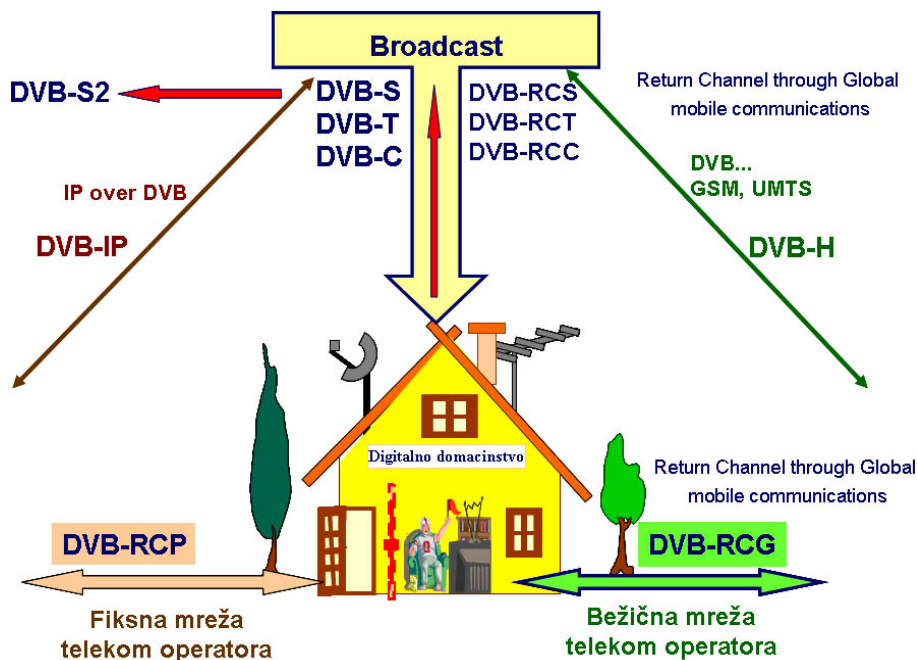 Broadcast
DVB-S2
DVB-S
DVB-T
DVB-C
DVB-RCS
DVB-RCT
DVB-RCC
Return Channel through Global
mobile communications
IP over DVB
DVB-IP
DVB...
GSM, UMTS
DVB-H
Digitalno domacinstvo
Return Channel through Global
mobile communications
DVB-RCP
DVB-RCG
Fiksna mreža
telekom operatora
Bežična mreža
telekom operatora